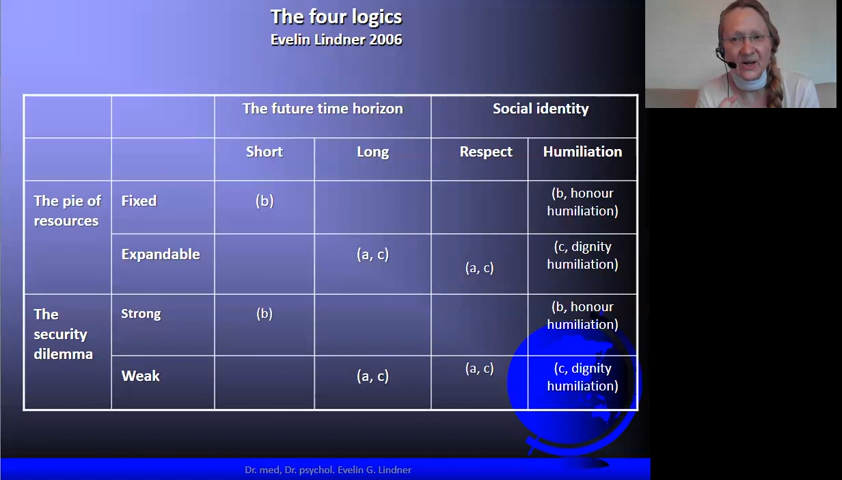 The four logics
Evelin Lindner 2006
The future time horizon
Social identity
Short
Long
Respect
Humiliation
The pie of
resources
Fixed
(b)
(b, honour
humiliation)
Expandable
(a, c)
(a, c)
(c, dignity
humiliation)
The
security
dilemma
Strong
(b)
(b, honour
humiliation)
Weak
(a, c)
(a, c)
(c, dignity
humiliation)
Dr. med, Dr. psychol. Evelin G. Lindner